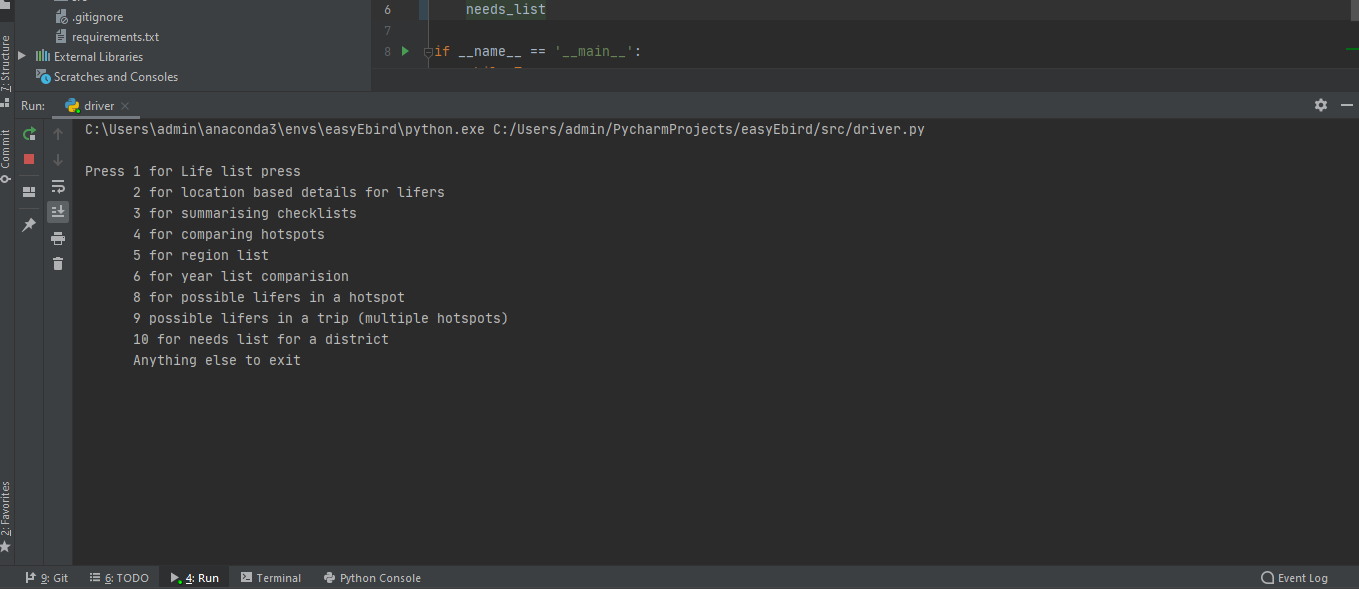 6 needs_list
.gitignore
7
requirements.txt
8 if __name__ == '__main__':
External Libraries
Scratches and Consoles
7: Structure
Commit
2: Favorites
Run: driver
C:\Users\admin\anaconda3\envs\easyEbird\python.exe C:/Users/admin/PycharmProjects/easyEbird/src/driver.py
Press 1 for Life list press
2 for location based details for lifers
3 for summarising checklists
4 for comparing hotspots
5 for region list
6 for year list comparision
8 for possible lifers in a hotspot
9 possible lifers in a trip (multiple hotspots)
10 for needs list for a district
Anything else to exit
9: Git 6: TODO 4: Run Terminal Python Console Event Log